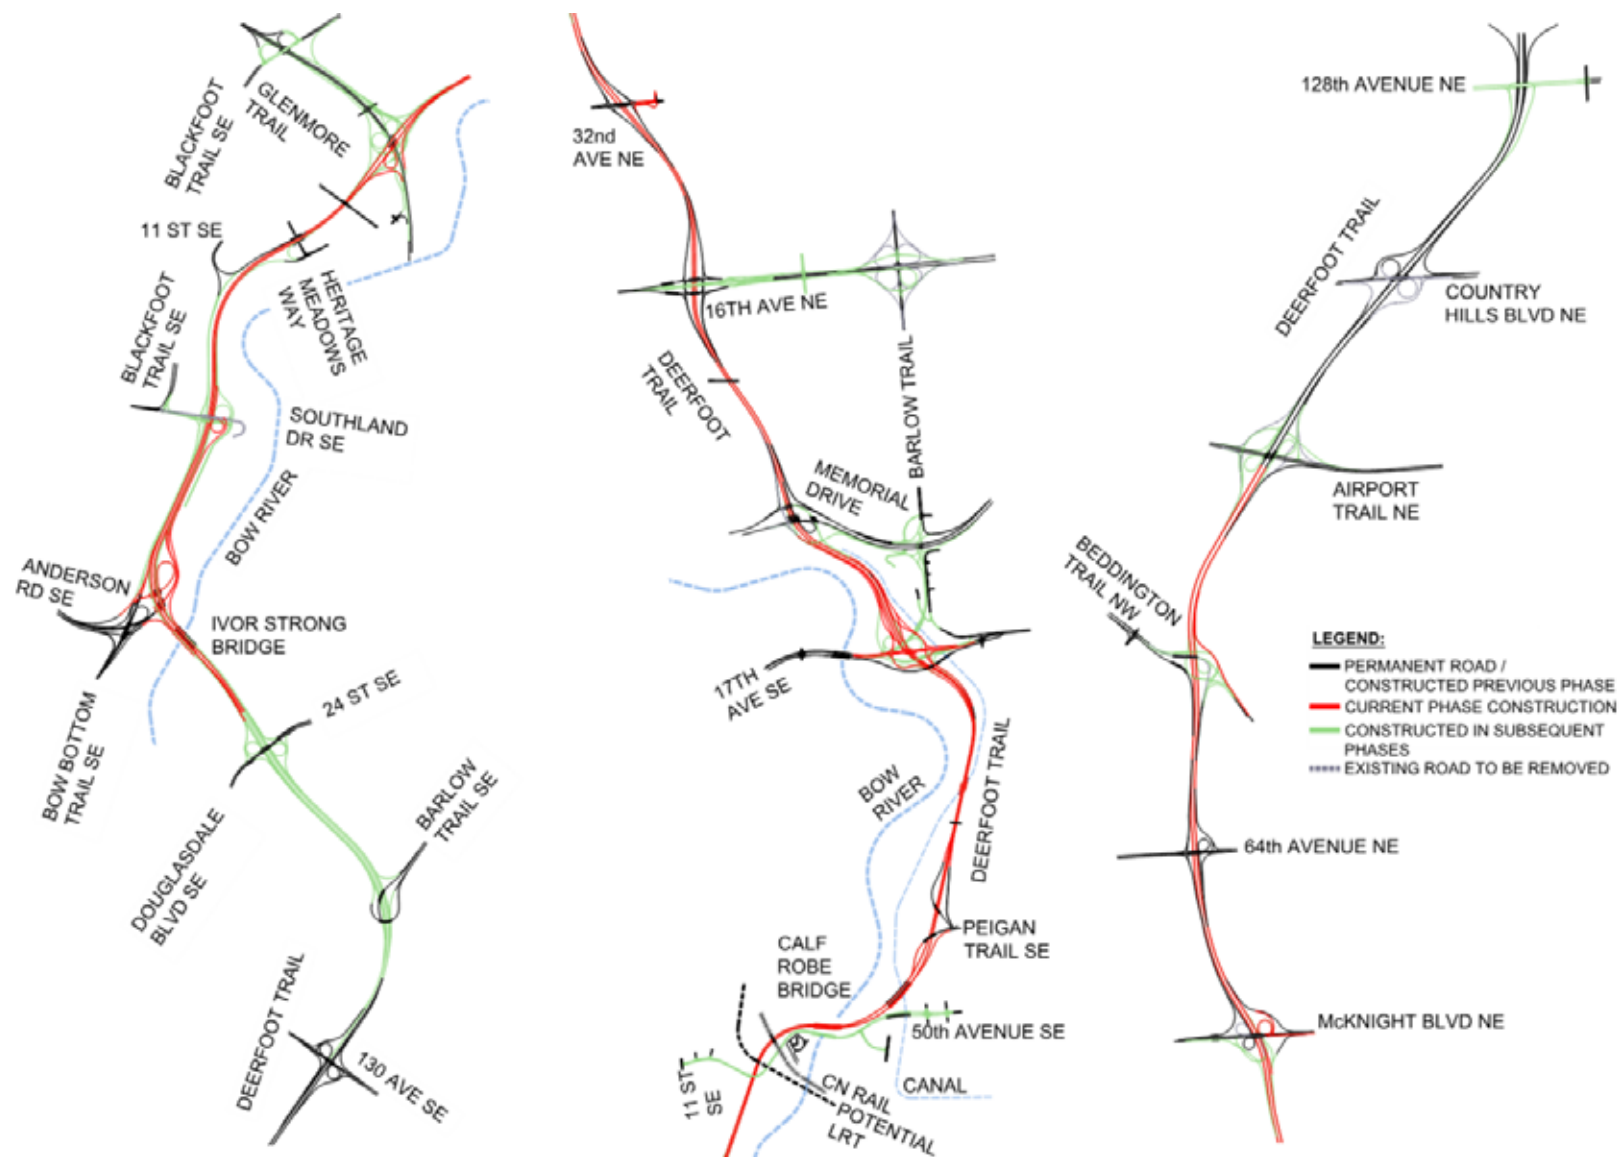 BLACKFOOT
TRAIL SE
GLENMORE
TRAIL
11 ST SE
HERITAGE
MEADOWS
WAY
BLACKFOOT
TRAIL SE
SOUTHLAND
DR SE
BOW RIVER
ANDERSON
RD SE
IVOR STRONG
BRIDGE
BOW BOTTOM
TRAIL SE
24 ST SE
DOUGLASDALE
BLVD SE
BARLOW
TRAIL SE
DEERFOOT TRAIL
130 AVE SE
32nd
AVE NE
16TH AVE NE
DEERFOOT
TRAIL
BARLOW TRAIL
MEMORIAL
DRIVE
17TH
AVE SE
BOW
RIVER
DEERFOOT TRAIL
PEIGAN
TRAIL SE
CALF
ROBE
BRIDGE
50th AVENUE SE
11 ST
SE
CN RAIL
POTENTIAL
LRT
CANAL
128th AVENUE NE
DEERFOOT TRAIL
COUNTRY
HILLS BLVD NE
AIRPORT
TRAIL NE
BEDDINGTON
TRAIL NW
LEGEND:
PERMANENT ROAD /
CONSTRUCTED PREVIOUS PHASE
CURRENT PHASE CONSTRUCTION
CONSTRUCTED IN SUBSEQUENT
PHASES
EXISTING ROAD TO BE REMOVED
64th AVENUE NE
McKNIGHT BLVD NE